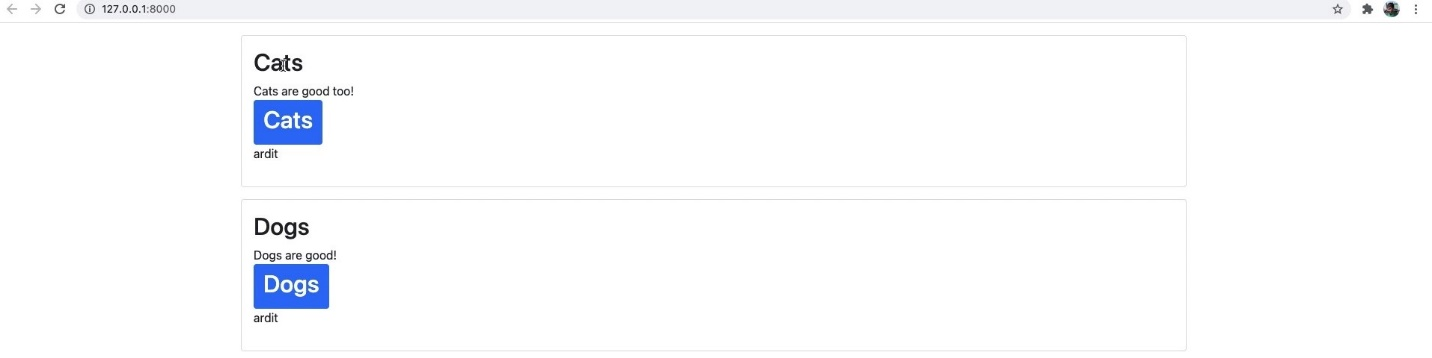 127.0.0.1:8000
Cats
Cats are good too!
Cats
ardit
Dogs
Dogs are good!
Dogs
ardit